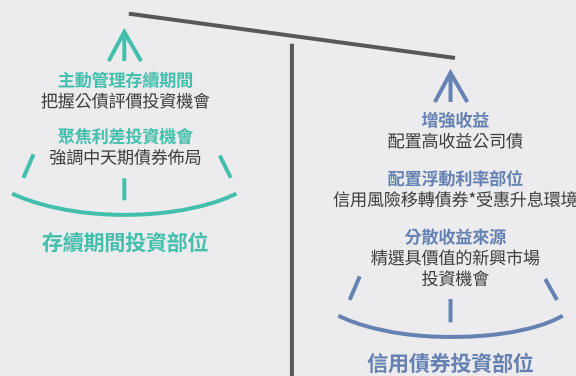 主動管理存續期間
把握公債評價投資機會
聚焦利差投資機會
強調中天期債券佈局
存續期間投資部位
增強收益
配置高收益公司債
配置浮動利率部位
信用風險移轉債券*受惠升息環境
分散收益來源
精選具價值的新興市場
投資機會
信用債券投資部位